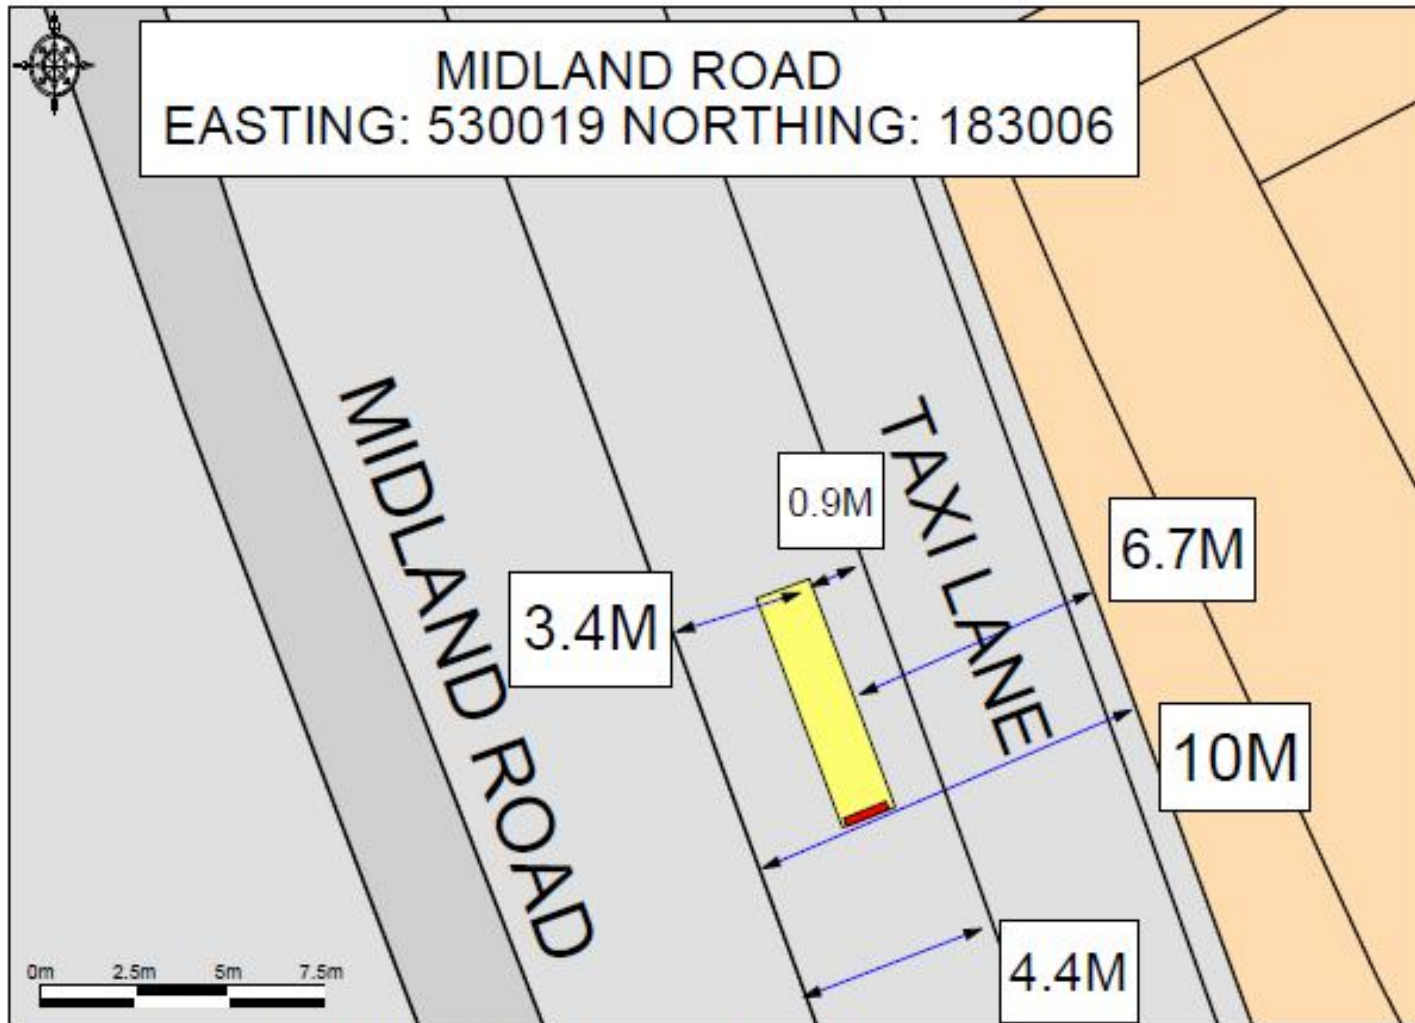 MIDLAND ROAD
EASTING: 530019 NORTHING: 183006
MIDLAND ROAD
TAXI LANE
0.9M
6.7M
3.4M
10M
4.4M
0m 2.5m 5m 7.5m